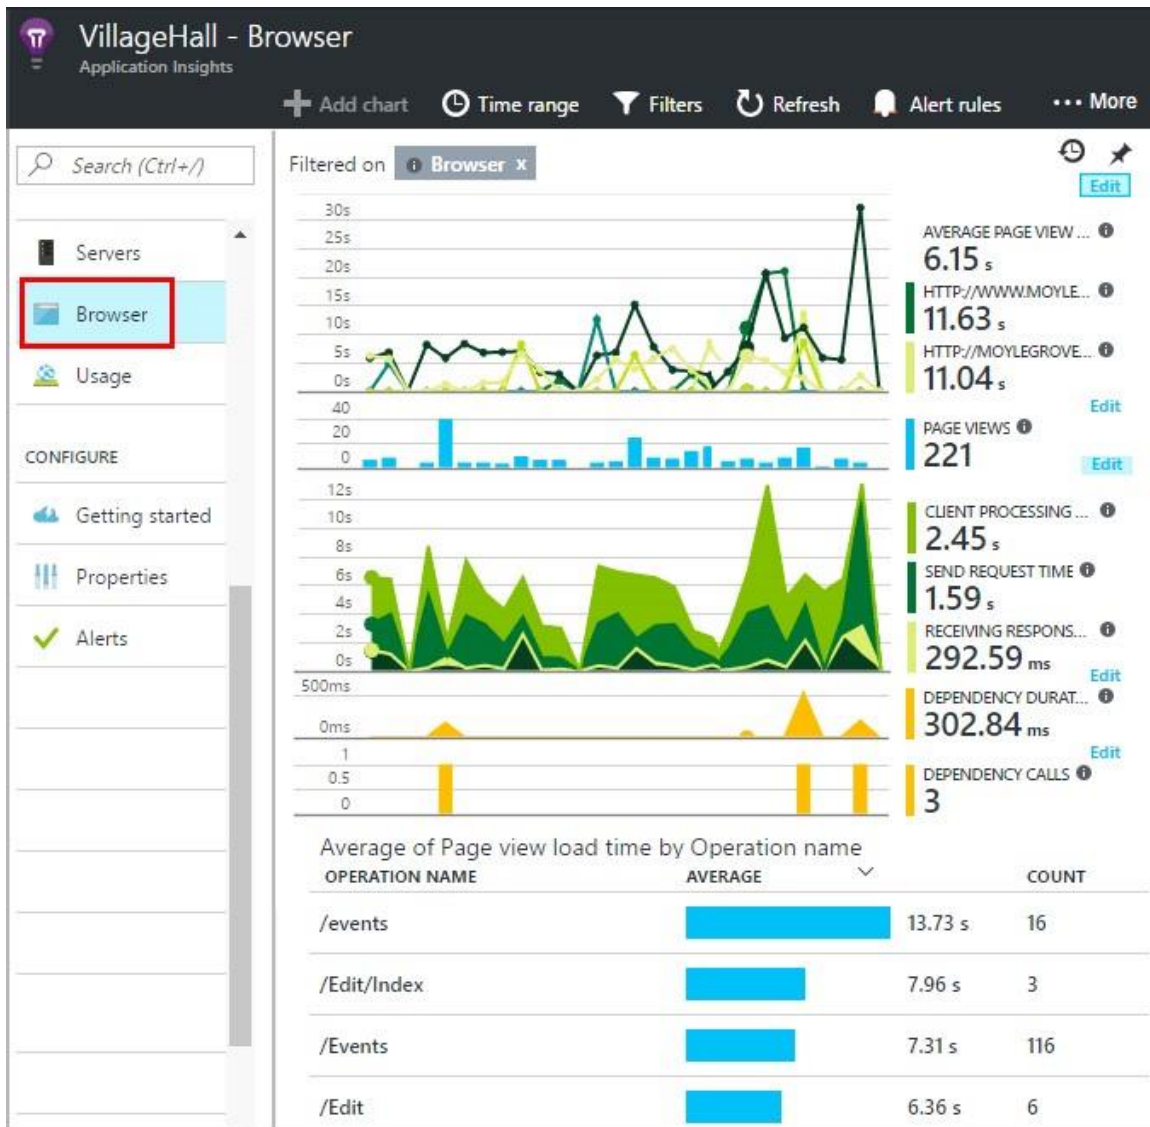 VillageHall - Browser
Application Insights
Add chart Time range Filters Refresh Alert rules ... More
Search (Ctrl+/)
Servers
Browser
Usage
CONFIGURE
Getting started
Properties
Alerts
Filtered on Browser x
Edit
30s
25s
20s
15s
10s
5s
0s
AVERAGE PAGE VIEW ...
6.15 s
HTTP://WWW.MOYLE...
11.63 s
HTTP://MOYLEGROVE...
11.04 s
Edit
40
20
0
PAGE VIEWS
221
Edit
12s
10s
8s
6s
4s
2s
0s
CLIENT PROCESSING ...
2.45 s
SEND REQUEST TIME
1.59 s
RECEIVING RESPONS...
292.59 ms
Edit
500ms
0ms
DEPENDENCY DURAT...
302.84 ms
Edit
1
0.5
0
DEPENDENCY CALLS
3
Average of Page view load time by Operation name
OPERATION NAME AVERAGE COUNT
/events 13.73 s 16
/Edit/Index 7.96 s 3
/Events 7.31 s 116
/Edit 6.36 s 6